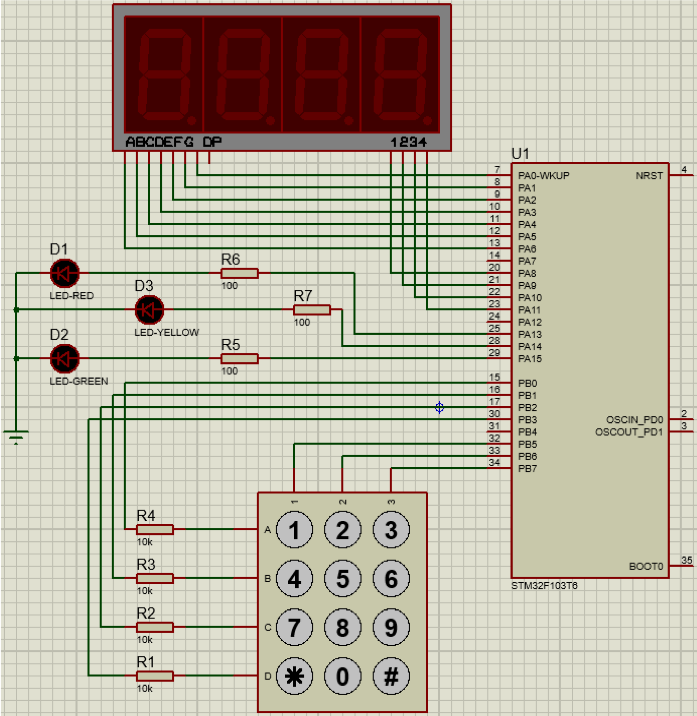 ABCDEFG DP 1234
U1
7 PA0-WKUP NRST 4
8 PA1
9 PA2
10 PA3
11 PA4
12 PA5
13 PA6
14 PA7
20 PA8
21 PA9
22 PA10
23 PA11
24 PA12
25 PA13
28 PA14
29 PA15
15 PB0
16 PB1
17 PB2
30 PB3 OSCIN_PD0 2
31 PB4 OSCOUT_PD1 3
32 PB5
33 PB6
34 PB7
BOOT0 35
STM32F103T6
D1
LED-RED
R6
100
D3
LED-YELLOW
R7
100
D2
LED-GREEN
R5
100
1 2 3
R4
10k
A 1 2 3
R3
10k
B 4 5 6
R2
10k
C 7 8 9
R1
10k
D * 0 #